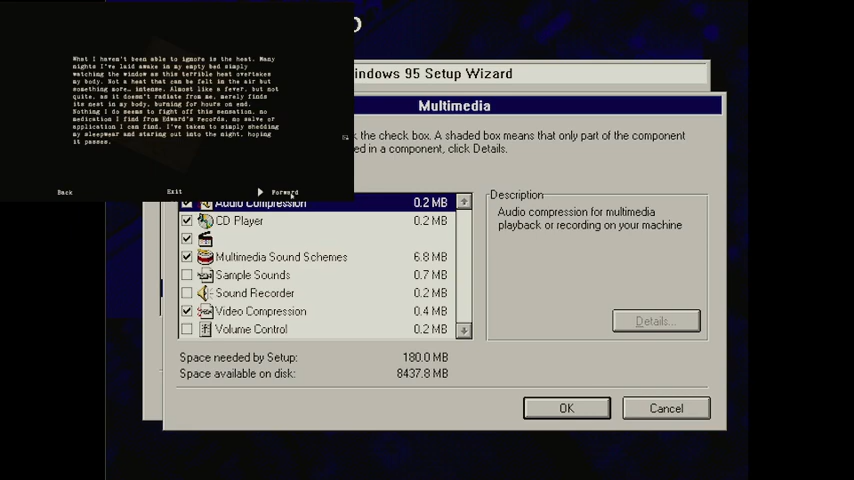 What I haven't been able to ignore is the heat. Many
nights I've laid awake in my empty bed simply
watching the window as this terrible heat overtakes
my body. Not a heat that can be felt in the air but
something more… intense. Almost like a fever, but not
quite, as it doesn't radiate from me, merely finds
its nest in my body, burning for hours on end.
Nothing I do seems to fight off this sensation, no
medication I find from Edward's records, no salve or
application I can find. I've taken to simply shedding
my sleepwear and staring out into the night, hoping
it passes.
Back
Exit
Forward
indows 95 Setup Wizard
Multimedia
k the check box. A shaded box means that only part of the component
ed in a component, click Details.
Audio Compression 0.2 MB
CD Player 0.2 MB
Multimedia Sound Schemes 6.8 MB
Sample Sounds 0.7 MB
Sound Recorder 0.2 MB
Video Compression 0.4 MB
Volume Control 0.2 MB
Description
Audio compression for multimedia
playback or recording on your machine
Details...
Space needed by Setup: 180.0 MB
Space available on disk: 8437.8 MB
OK
Cancel